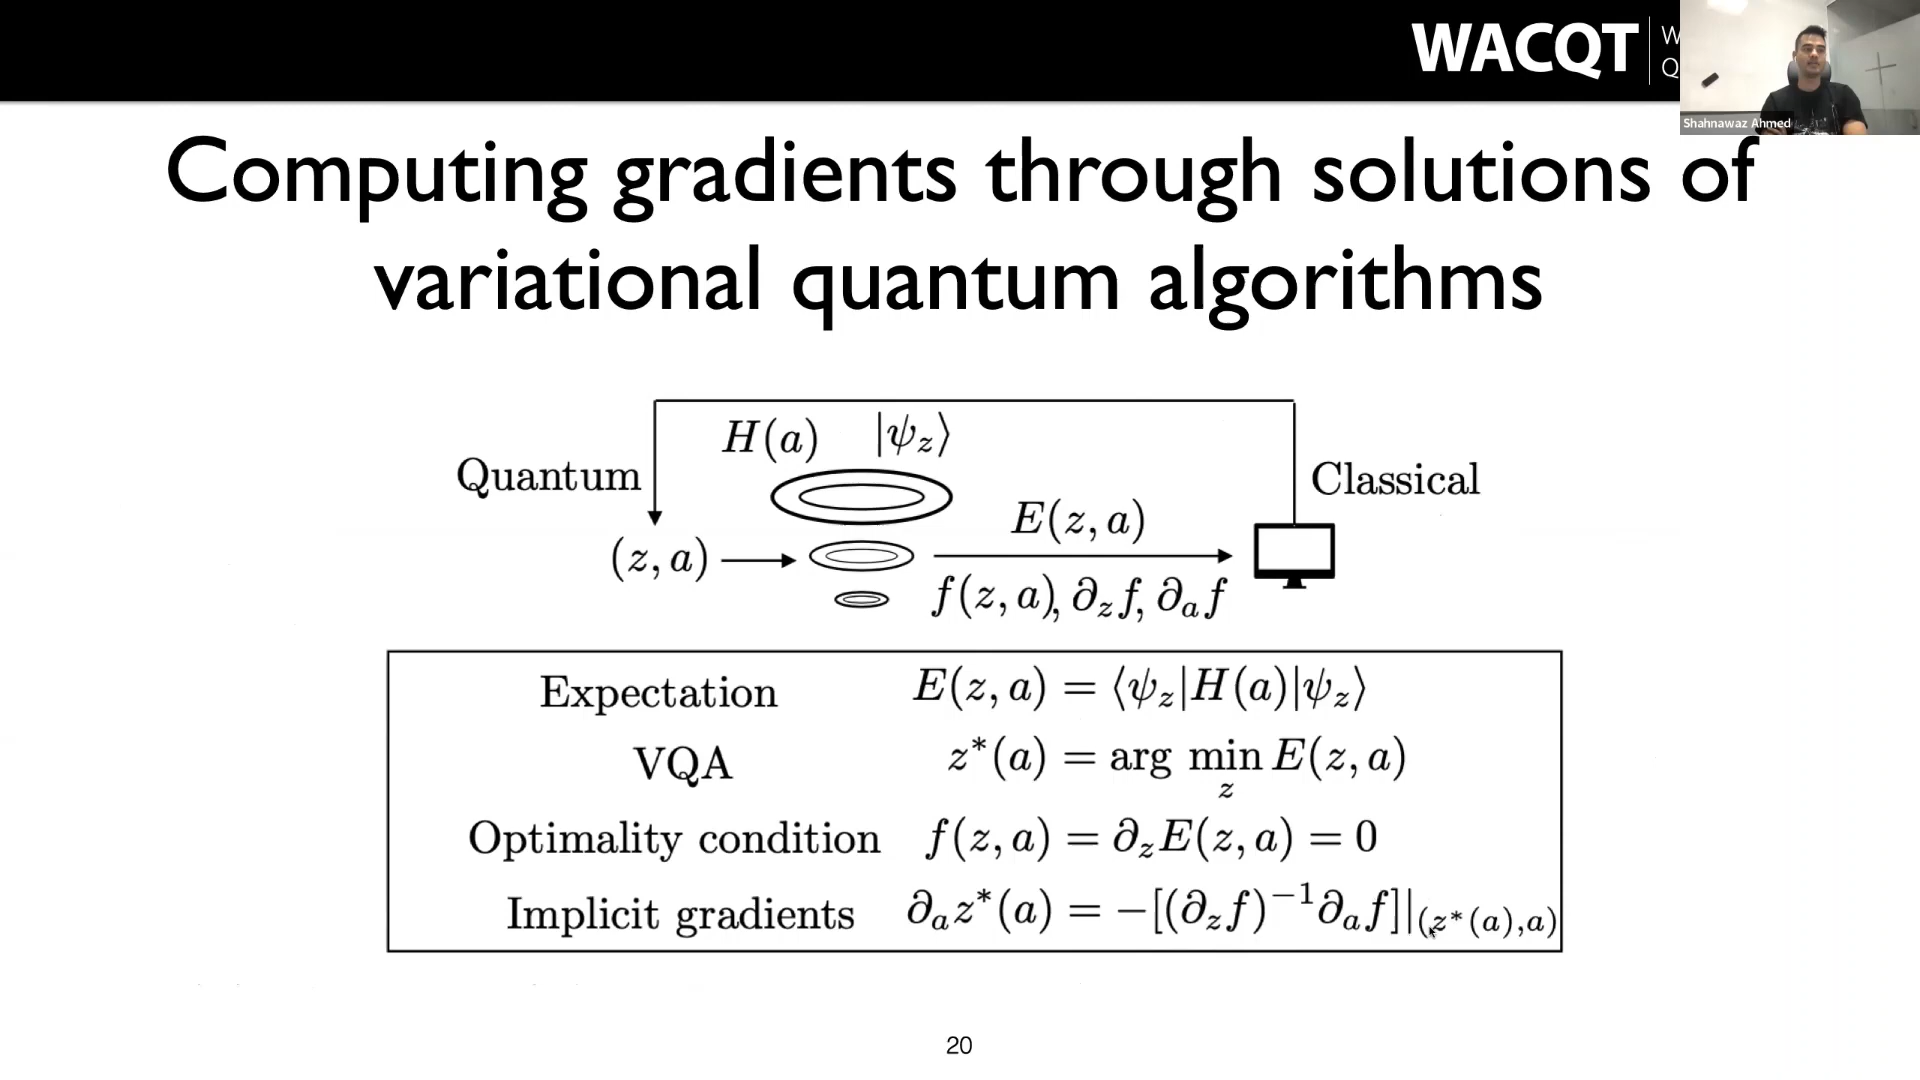 WACQT
W
Q
Shahnawaz Ahmed
Computing gradients through solutions of
variational quantum algorithms
H(a) |ψ_z⟩
Quantum
Classical
E(z, a)
(z, a)
f(z, a), ∂_z f, ∂_a f
Expectation E(z, a) = ⟨ψ_z|H(a)|ψ_z⟩
VQA z*(a) = arg min_z E(z, a)
Optimality condition f(z, a) = ∂_z E(z, a) = 0
Implicit gradients ∂_a z*(a) = −[(∂_z f)^{−1} ∂_a f]|_{(z*(a),a)}
20